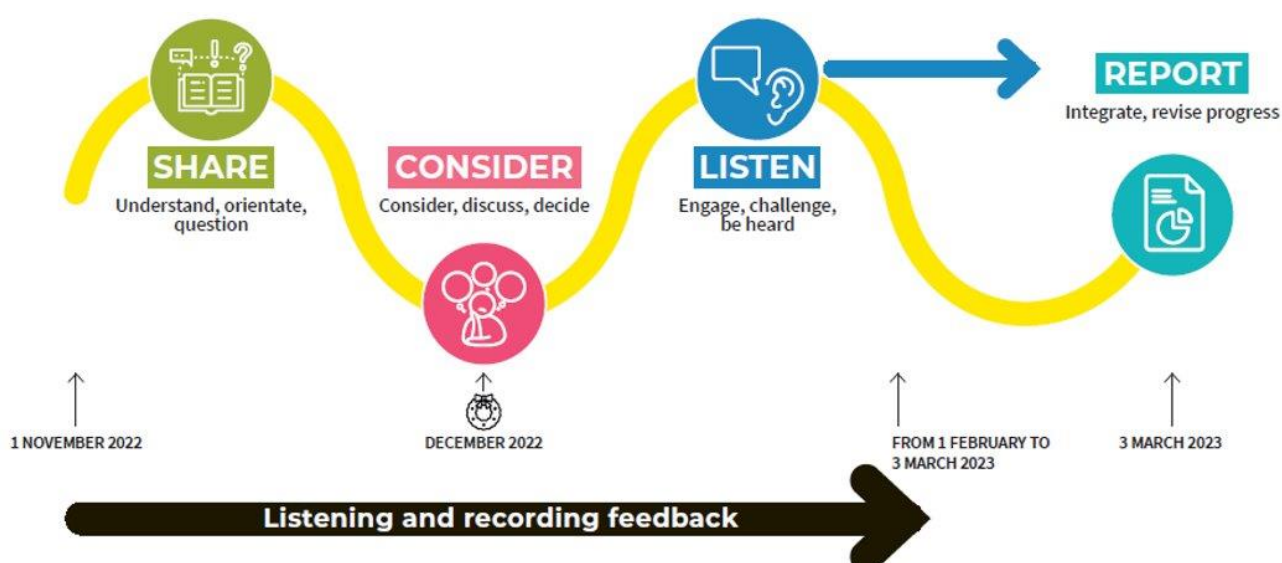 SHARE
Understand, orientate,
question
CONSIDER
Consider, discuss, decide
LISTEN
Engage, challenge,
be heard
REPORT
Integrate, revise progress
1 NOVEMBER 2022
DECEMBER 2022
FROM 1 FEBRUARY TO
3 MARCH 2023
3 MARCH 2023
Listening and recording feedback